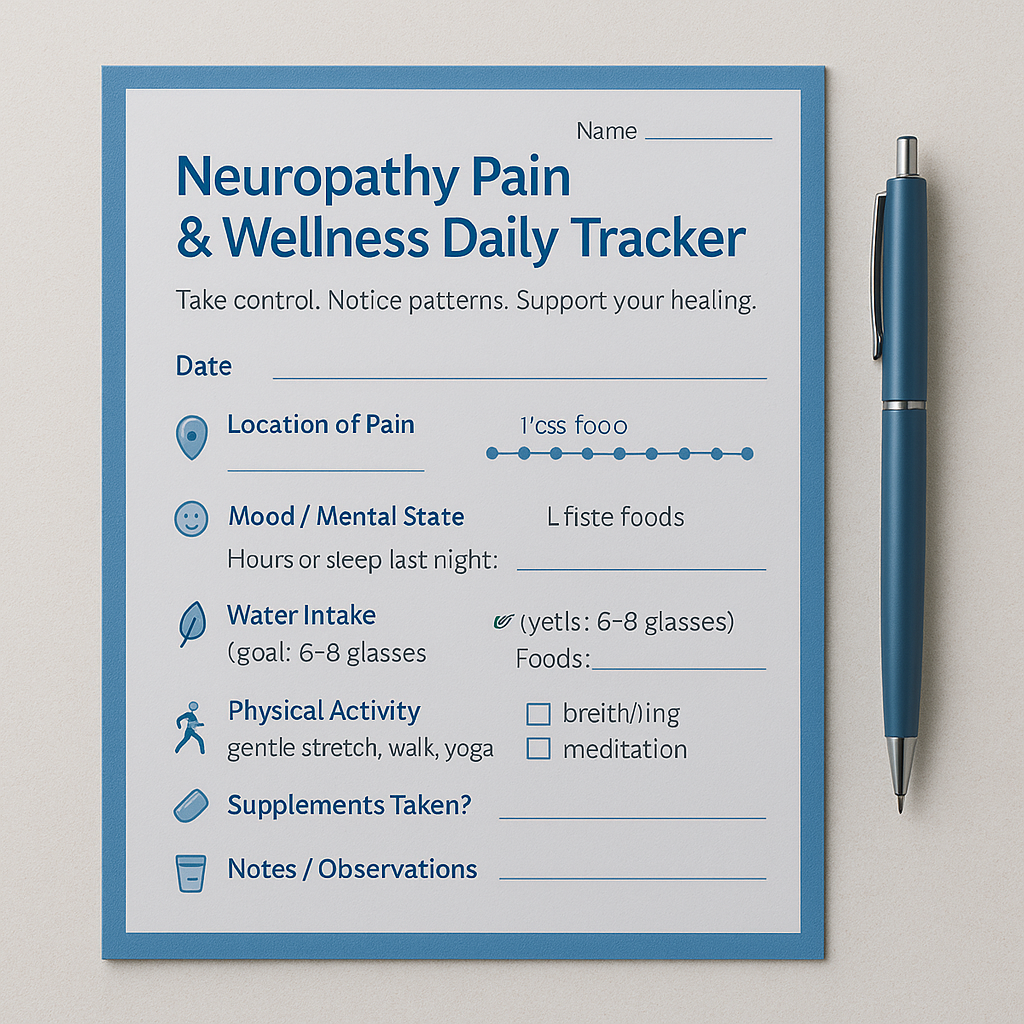 Name
Neuropathy Pain
& Wellness Daily Tracker
Take control. Notice patterns. Support your healing.
Date
Location of Pain
1'css fooo
Mood / Mental State
Lfiste foods
Hours or sleep last night:
Water Intake
(yetls: 6–8 glasses)
(goal: 6–8 glasses
Foods:
Physical Activity
breith/)ing
gentle stretch, walk, yoga
meditation
Supplements Taken?
Notes / Observations